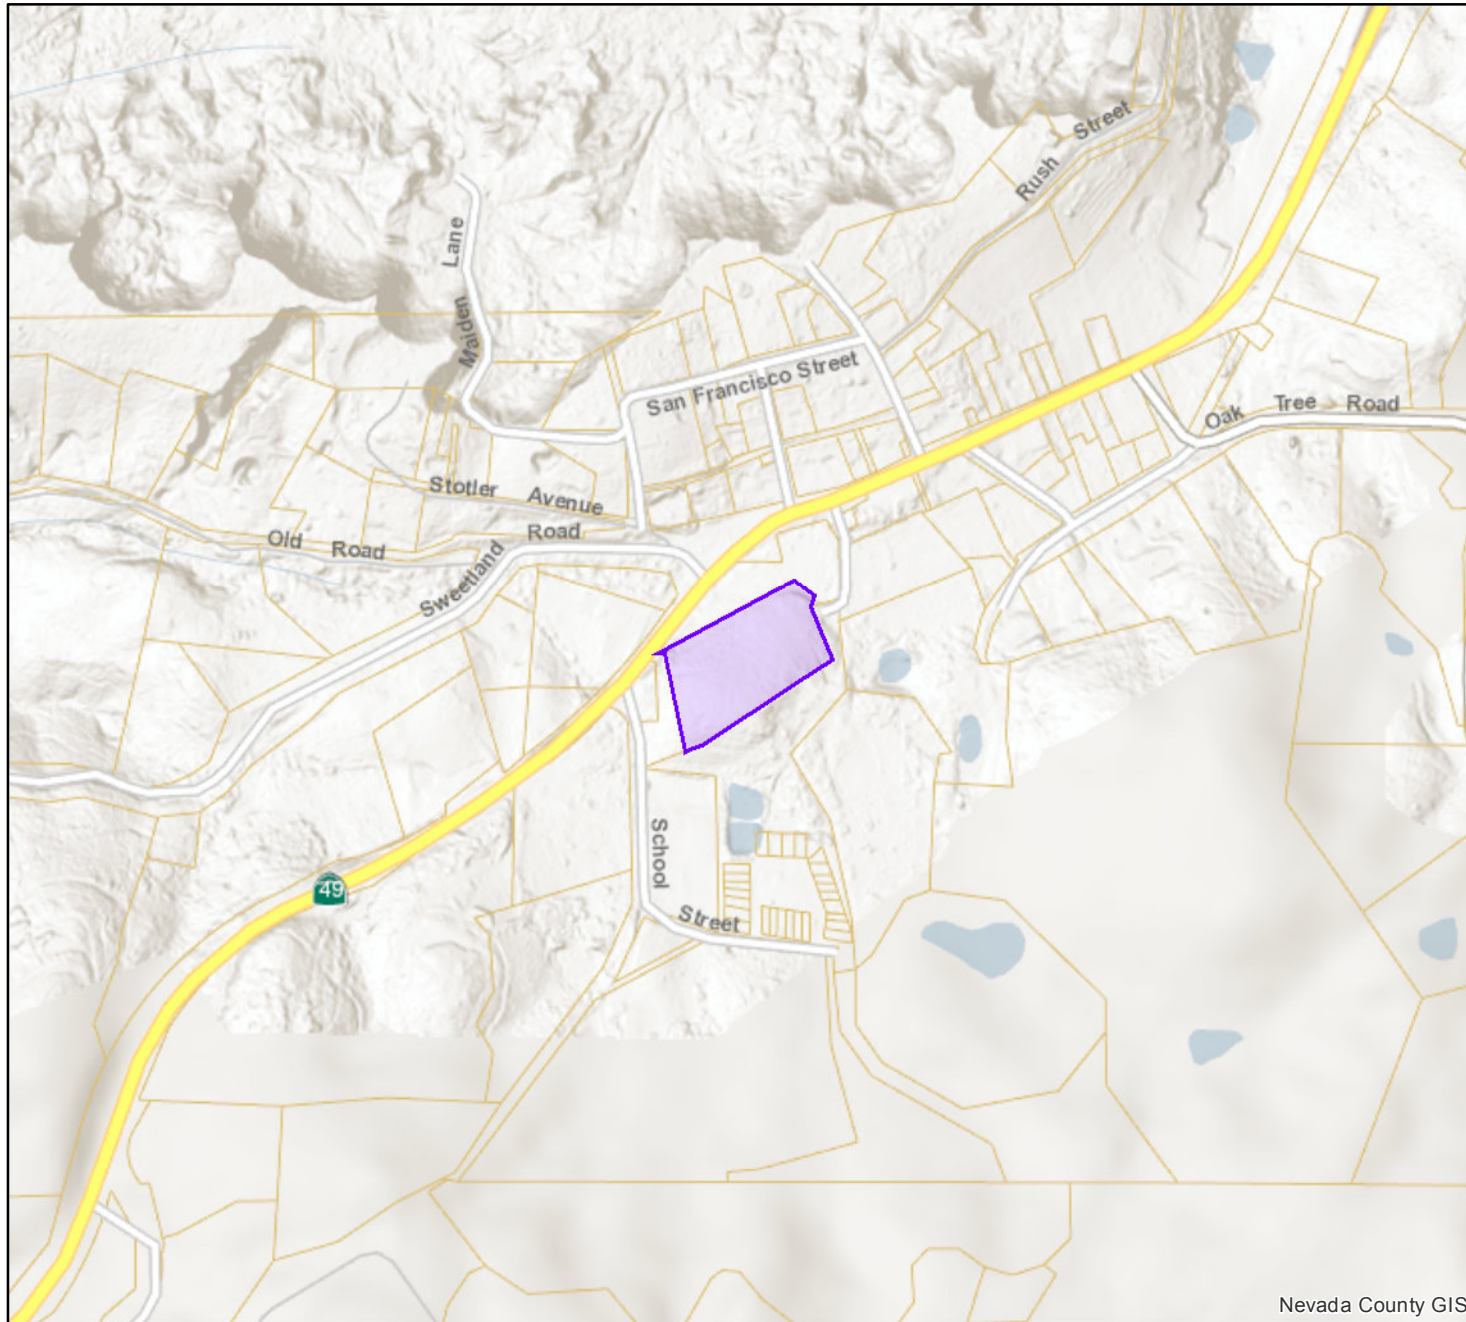 Rush Street
Maiden Lane
San Francisco Street
Oak Tree Road
Stotler Avenue
Old Road
Sweetland Road
School Street
49
Nevada County GIS